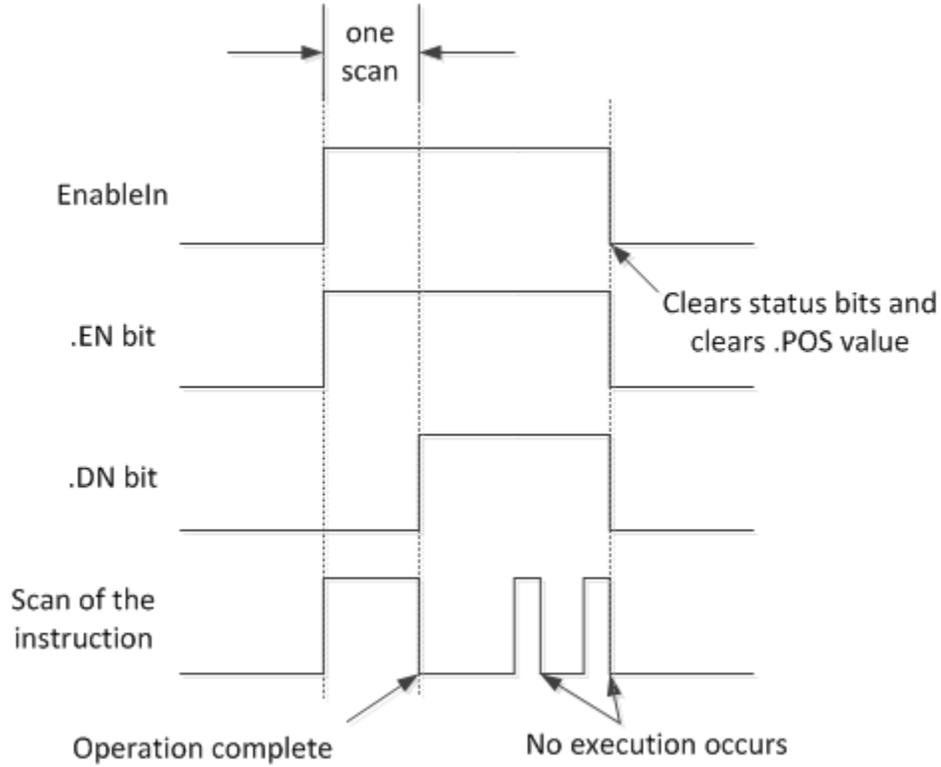 one
scan
EnableIn
Clears status bits and
clears .POS value
.EN bit
.DN bit
Scan of the
instruction
Operation complete
No execution occurs